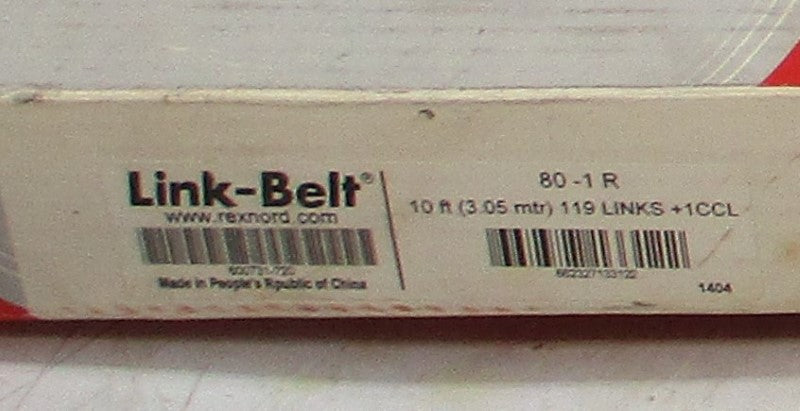 Link-Belt®
www.rexnord.com
Made in People's Rpublic of China
80 -1 R
10 ft (3.05 mtr) 119 LINKS +1CCL
1404